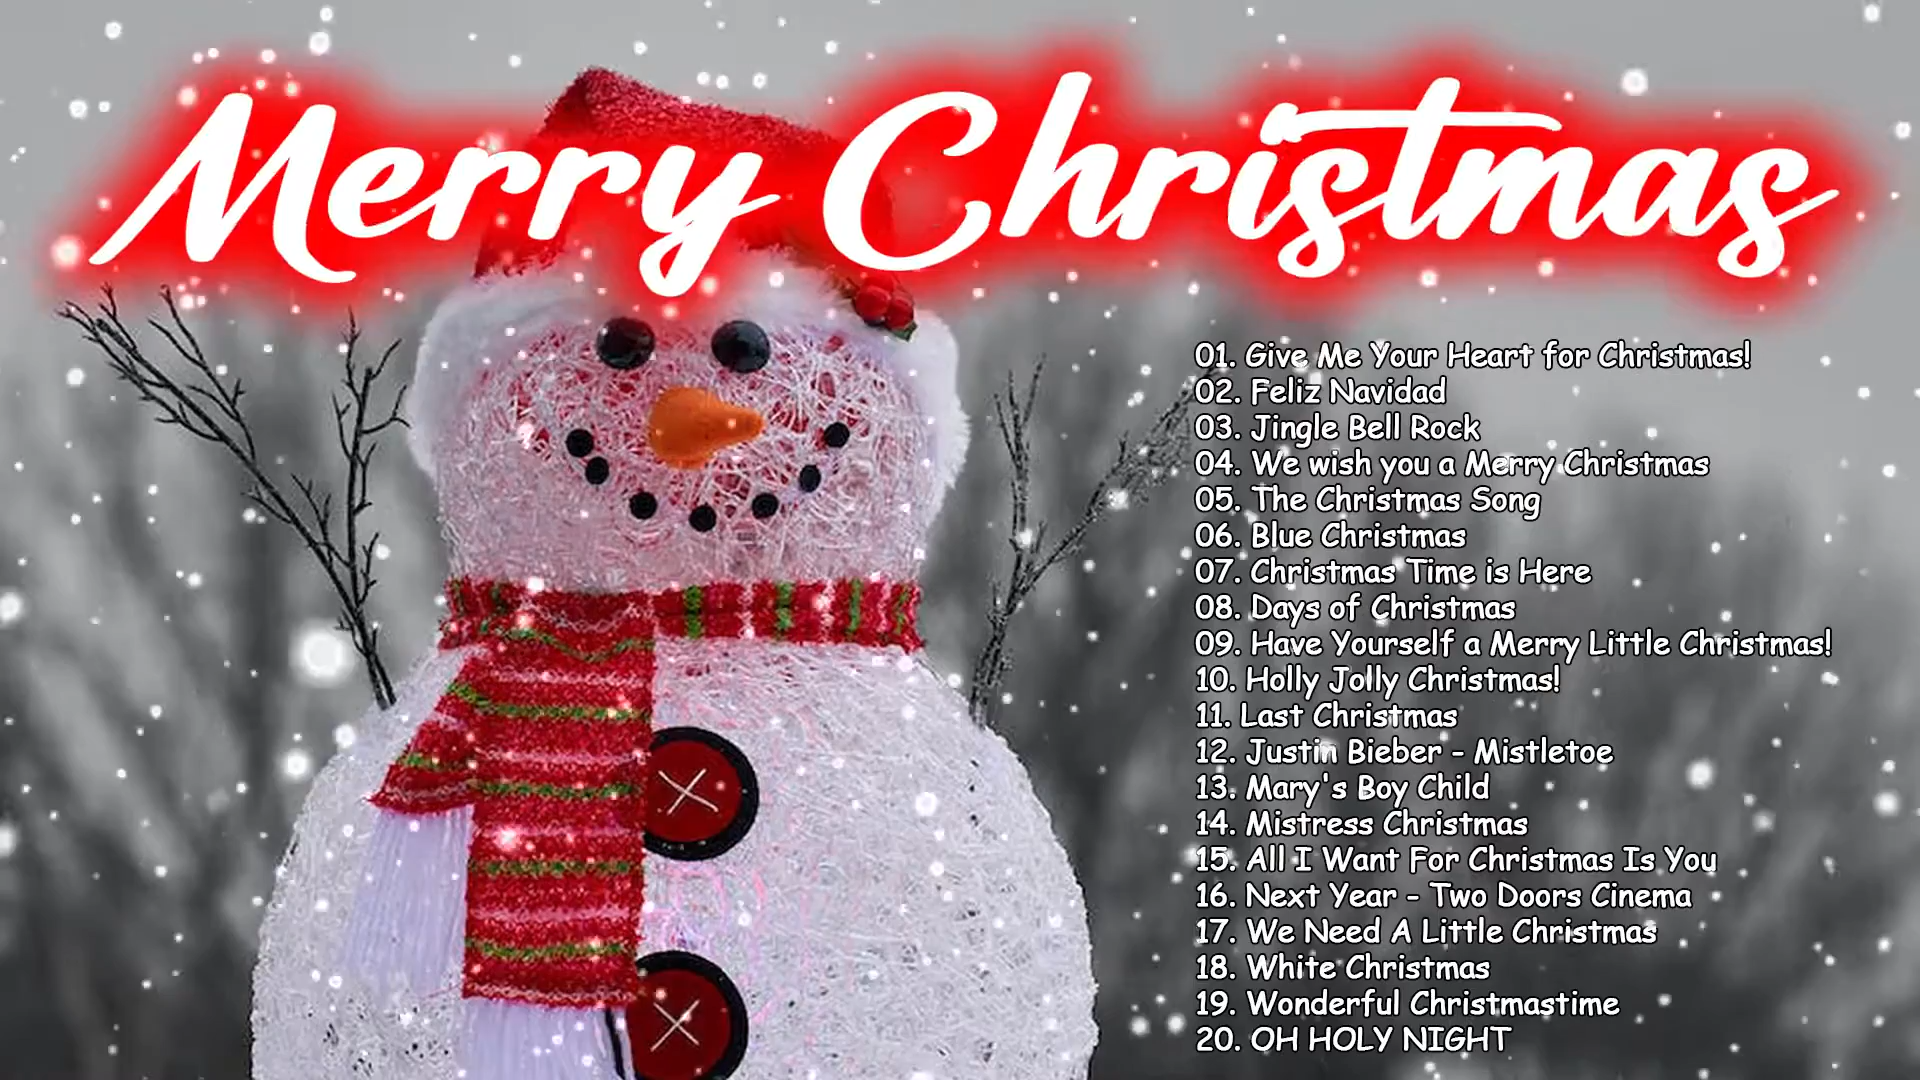 Merry Christmas
01. Give Me Your Heart for Christmas!
02. Feliz Navidad
03. Jingle Bell Rock
04. We wish you a Merry Christmas
05. The Christmas Song
06. Blue Christmas
07. Christmas Time is Here
08. Days of Christmas
09. Have Yourself a Merry Little Christmas!
10. Holly Jolly Christmas!
11. Last Christmas
12. Justin Bieber - Mistletoe
13. Mary's Boy Child
14. Mistress Christmas
15. All I Want For Christmas Is You
16. Next Year - Two Doors Cinema
17. We Need A Little Christmas
18. White Christmas
19. Wonderful Christmastime
20. OH HOLY NIGHT